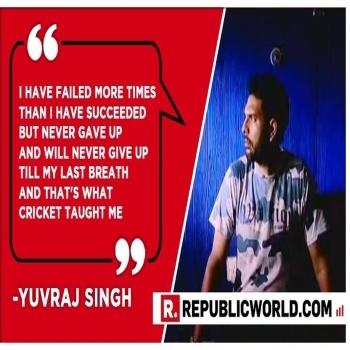 I HAVE FAILED MORE TIMES
THAN I HAVE SUCCEEDED
BUT NEVER GAVE UP
AND WILL NEVER GIVE UP
TILL MY LAST BREATH
AND THAT'S WHAT
CRICKET TAUGHT ME
-YUVRAJ SINGH
R. REPUBLICWORLD.COM